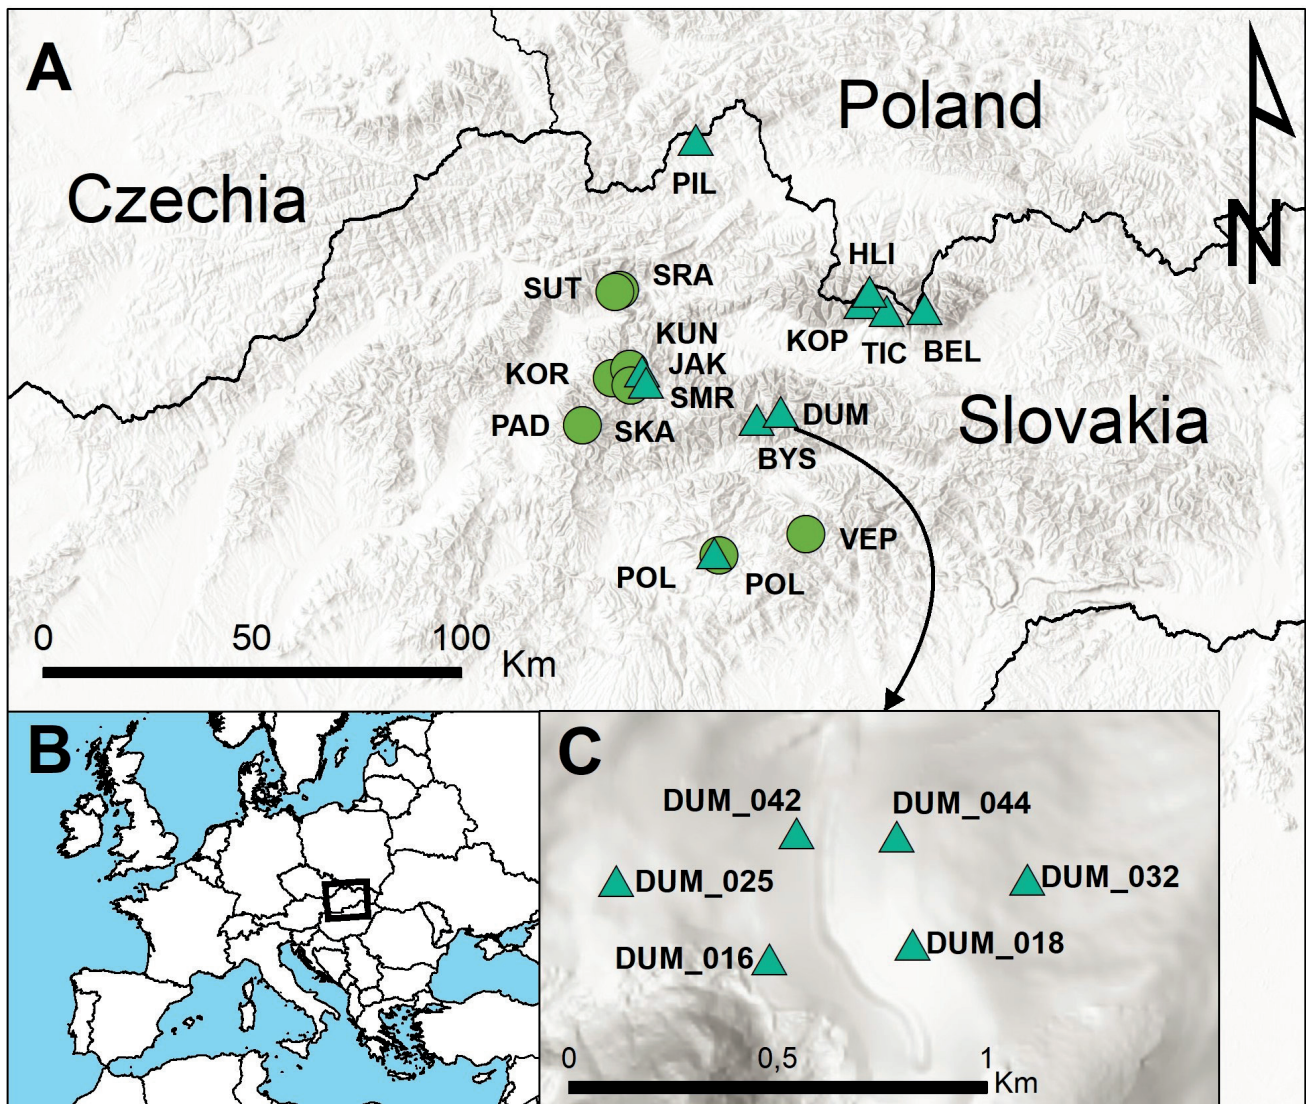 A
Poland
Czechia
PIL
N
HLI
SUT
SRA
KUN
KOP
TIC
BEL
KOR
JAK
SMR
PAD
SKA
DUM
Slovakia
BYS
VEP
POL
POL
0 50 100
Km
B
C
DUM_042
DUM_044
DUM_025
DUM_032
DUM_016
DUM_018
0 0,5 1
Km